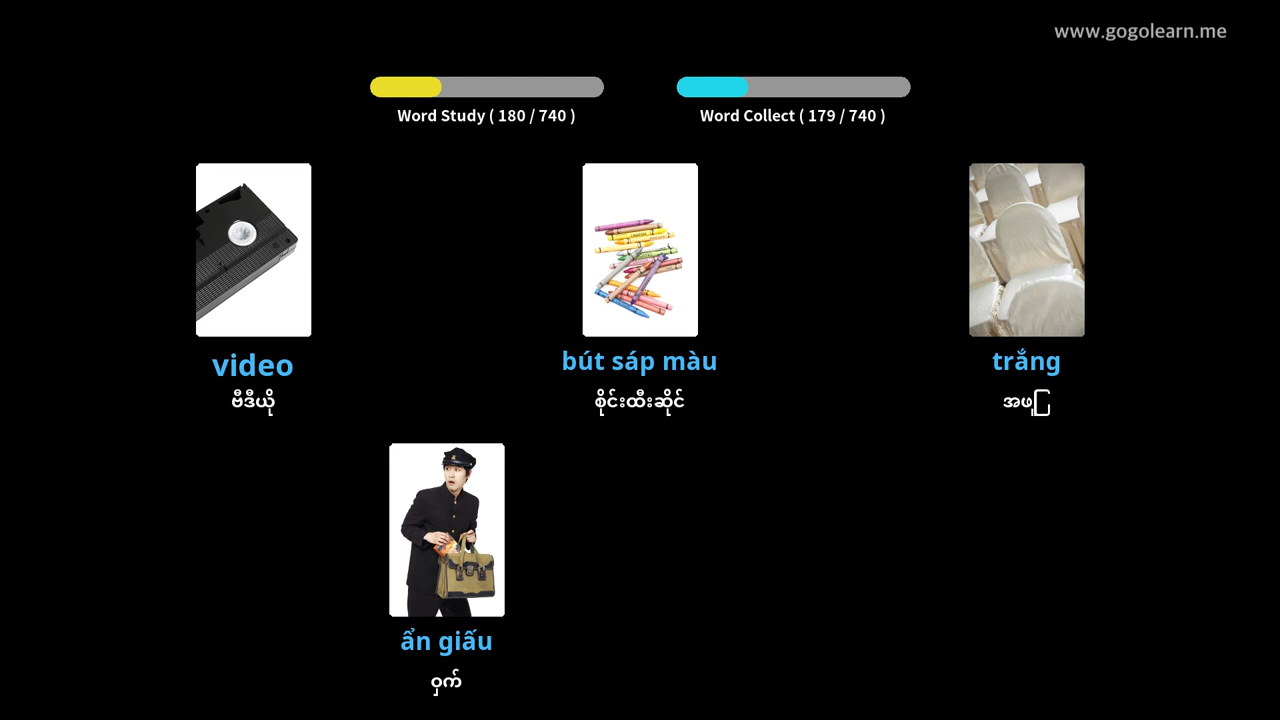 www.gogolearn.me
Word Study ( 180 / 740 )
Word Collect ( 179 / 740 )
video
ဗီဒီယို
bút sáp màu
စိုင်းထီးဆိုင်
trắng
အဖြူ
ẩn giấu
ဝှက်